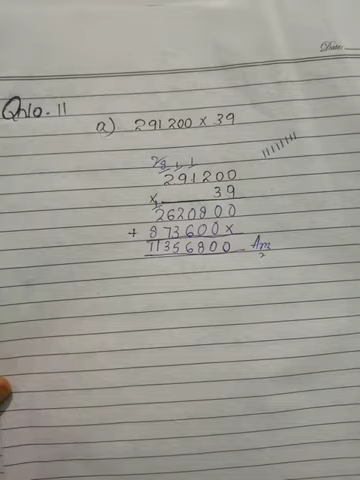 Date
QNo. 11
a) 291200 x 39
291200
x 39
2620800
+ 873600x
11356800 Ans